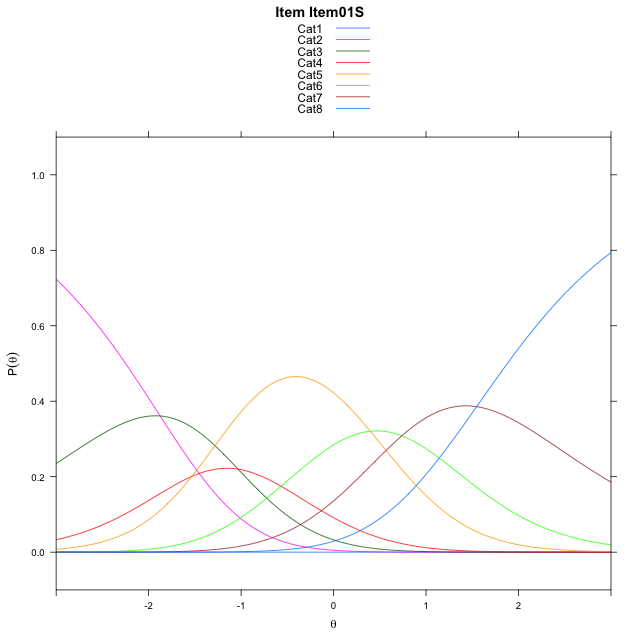 Item Item01S
Cat1
Cat2
Cat3
Cat4
Cat5
Cat6
Cat7
Cat8
1.0
0.8
0.6
0.4
0.2
0.0
P(θ)
-2 -1 0 1 2
θ